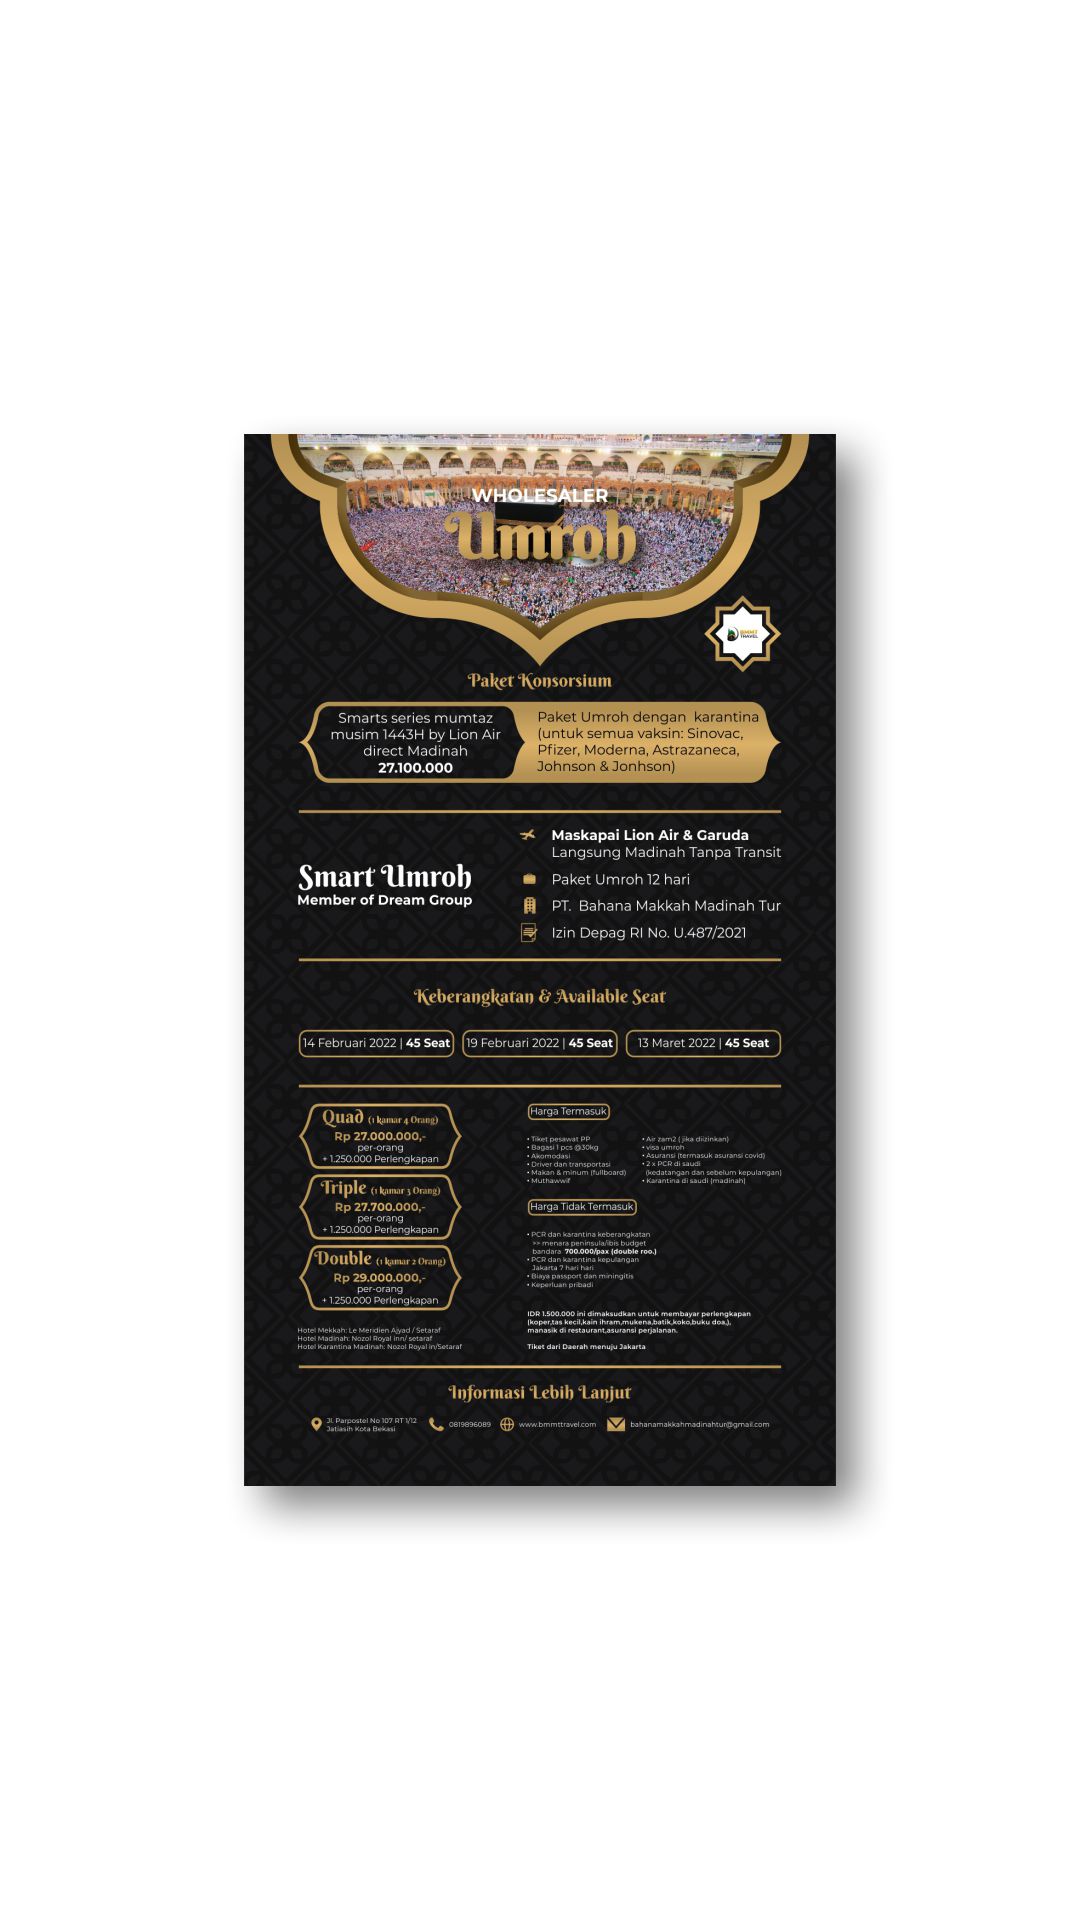 WHOLESALER
Umroh
BMMT
TRAVEL
Paket Konsorsium
Smarts series mumtaz
musim 1443H by Lion Air
direct Madinah
27.100.000
Paket Umroh dengan karantina
(untuk semua vaksin: Sinovac,
Pfizer, Moderna, Astrazaneca,
Johnson & Jonhson)
Smart Umroh
Member of Dream Group
Maskapai Lion Air & Garuda
Langsung Madinah Tanpa Transit
Paket Umroh 12 hari
PT. Bahana Makkah Madinah Tur
Izin Depag RI No. U.487/2021
Keberangkatan & Available Seat
14 Februari 2022 | 45 Seat
19 Februari 2022 | 45 Seat
13 Maret 2022 | 45 Seat
Quad (1 kamar 4 Orang)
Rp 27.000.000,-
per-orang
+ 1.250.000 Perlengkapan
Triple (1 kamar 3 Orang)
Rp 27.700.000,-
per-orang
+ 1.250.000 Perlengkapan
Double (1 kamar 2 Orang)
Rp 29.000.000,-
per-orang
+ 1.250.000 Perlengkapan
Hotel Mekkah: Le Meridien Ajyad / Setaraf
Hotel Madinah: Nozol Royal inn/ setaraf
Hotel Karantina Madinah: Nozol Royal in/Setaraf
Harga Termasuk
• Tiket pesawat PP
• Bagasi 1 pcs @30kg
• Akomodasi
• Driver dan transportasi
• Makan & minum (fullboard)
• Muthawwif
• Air zam2 ( jika diizinkan)
• visa umroh
• Asuransi (termasuk asuransi covid)
• 2 x PCR di saudi
(kedatangan dan sebelum kepulangan)
• Karantina di saudi (madinah)
Harga Tidak Termasuk
• PCR dan karantina keberangkatan
>> menara peninsula/ibis budget
bandara 700.000/pax (double roo.)
• PCR dan karantina kepulangan
Jakarta 7 hari hari
• Biaya passport dan miningitis
• Keperluan pribadi
IDR 1.500.000 ini dimaksudkan untuk membayar perlengkapan
(koper,tas kecil,kain ihram,mukena,batik,koko,buku doa,),
manasik di restaurant,asuransi perjalanan.
Tiket dari Daerah menuju Jakarta
Informasi Lebih Lanjut
Jl. Parpostel No 107 RT 1/12
Jatiasih Kota Bekasi
0819896089
www.bmmttravel.com
bahanamakkahmadinahtur@gmail.com